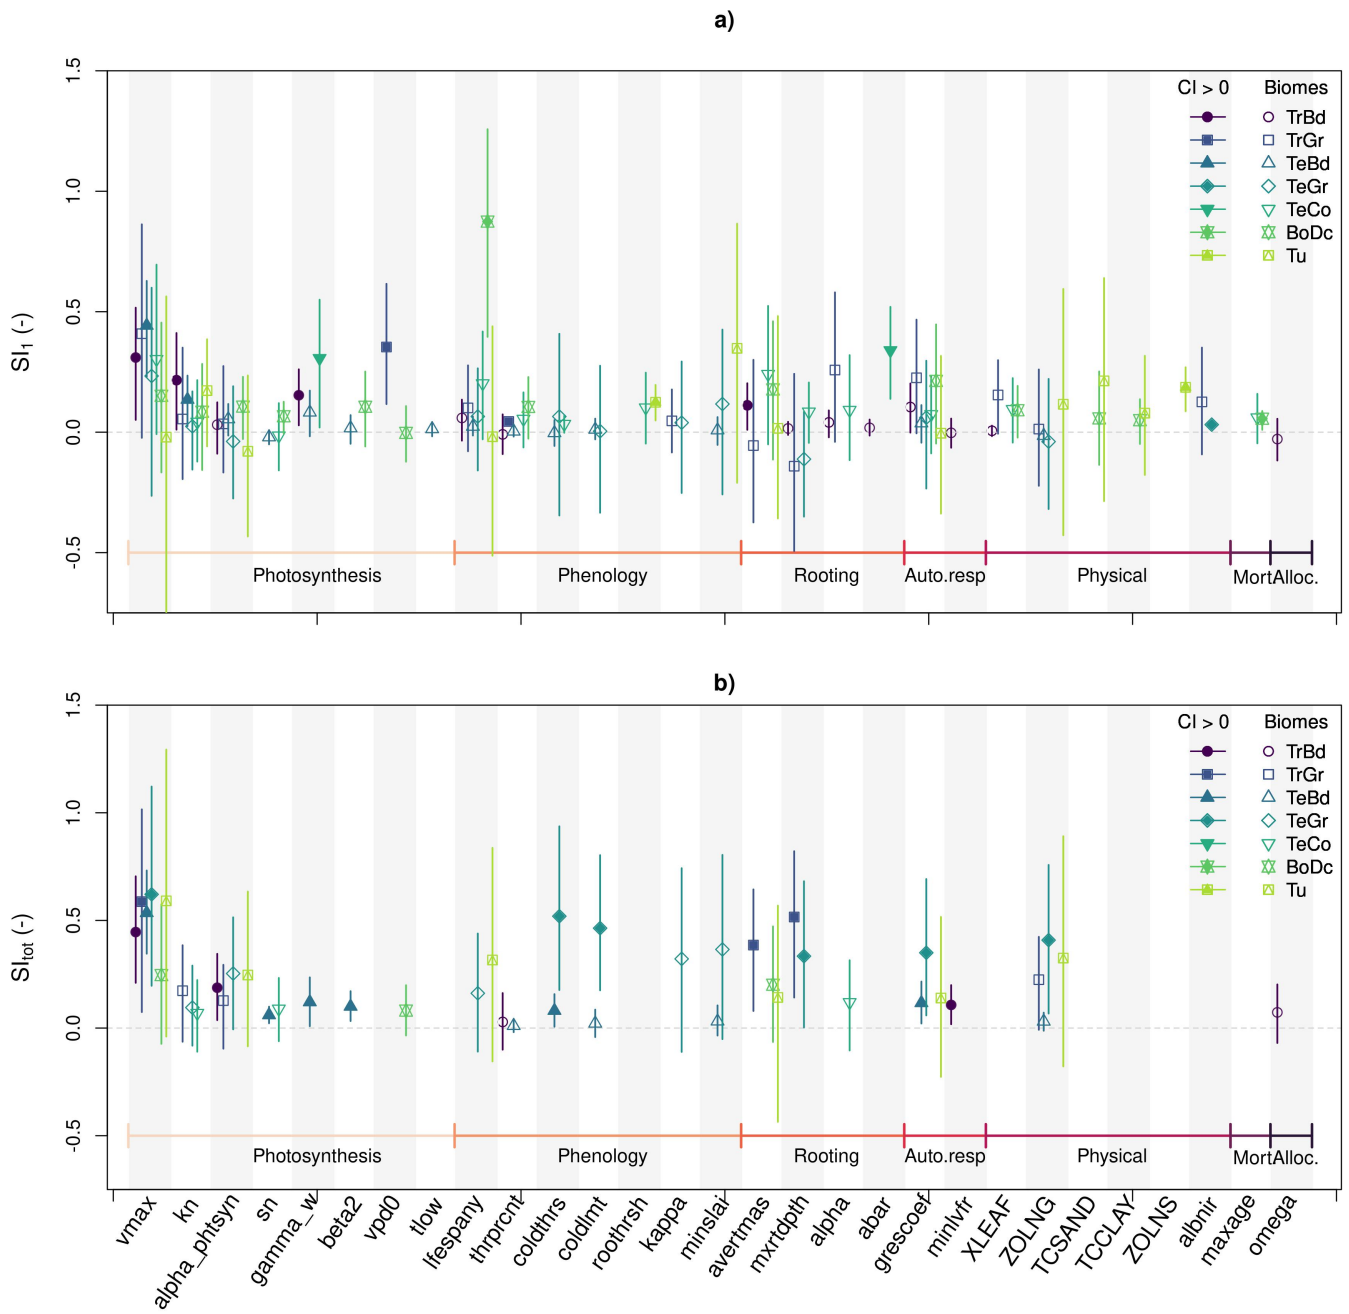 a)
1.5
1.0
0.5
0.0
-0.5
SI1 (-)
CI > 0 Biomes
TrBd
TrGr
TeBd
TeGr
TeCo
BoDc
Tu
Photosynthesis Phenology Rooting Auto.resp Physical Mort Alloc.
b)
1.5
1.0
0.5
0.0
-0.5
SItot (-)
CI > 0 Biomes
TrBd
TrGr
TeBd
TeGr
TeCo
BoDc
Tu
Photosynthesis Phenology Rooting Auto.resp Physical Mort Alloc.
vmax kn alpha_phtsyn sn gamma_w beta2 vpd0 tlow lfespany thrprcnt coldthrs coldlmt roothrsh kappa minslai avertmas mxrtdpth alpha abar grescoef minlvfr XLEAF ZOLNG TCSAND TCCLAY ZOLNS albnir maxage omega